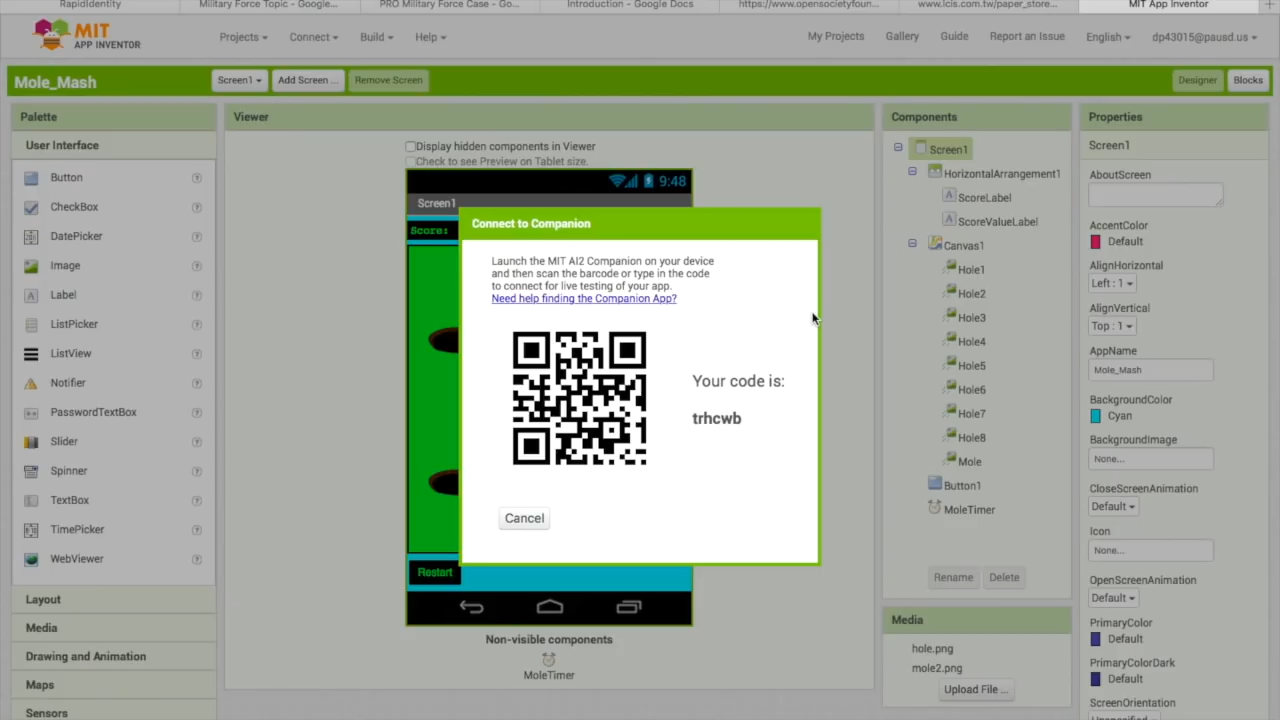 RapidIdentity
Military Force Topic - Google...
PRO Military Force Case - Go...
Introduction - Google Docs
https://www.opensocietyfoun...
www.lcis.com.tw/paper_store...
MIT App Inventor
MIT
APP INVENTOR
Projects
Connect
Build
Help
My Projects
Gallery
Guide
Report an Issue
English
dp43015@pausd.us
Mole_Mash
Screen1
Add Screen ...
Remove Screen
Designer
Blocks
Palette
User Interface
Button
CheckBox
DatePicker
Image
Label
ListPicker
ListView
Notifier
PasswordTextBox
Slider
Spinner
TextBox
TimePicker
WebViewer
Layout
Media
Drawing and Animation
Maps
Sensors
Viewer
Display hidden components in Viewer
Check to see Preview on Tablet size.
9:48
Screen1
Score:
Connect to Companion
Launch the MIT AI2 Companion on your device
and then scan the barcode or type in the code
to connect for live testing of your app.
Need help finding the Companion App?
Your code is:
trhcwb
Cancel
Restart
Non-visible components
MoleTimer
Components
Screen1
HorizontalArrangement1
ScoreLabel
ScoreValueLabel
Canvas1
Hole1
Hole2
Hole3
Hole4
Hole5
Hole6
Hole7
Hole8
Mole
Button1
MoleTimer
Rename
Delete
Media
hole.png
mole2.png
Upload File ...
Properties
Screen1
AboutScreen
AccentColor
Default
AlignHorizontal
Left : 1
AlignVertical
Top : 1
AppName
Mole_Mash
BackgroundColor
Cyan
BackgroundImage
None...
CloseScreenAnimation
Default
Icon
None...
OpenScreenAnimation
Default
PrimaryColor
Default
PrimaryColorDark
Default
ScreenOrientation